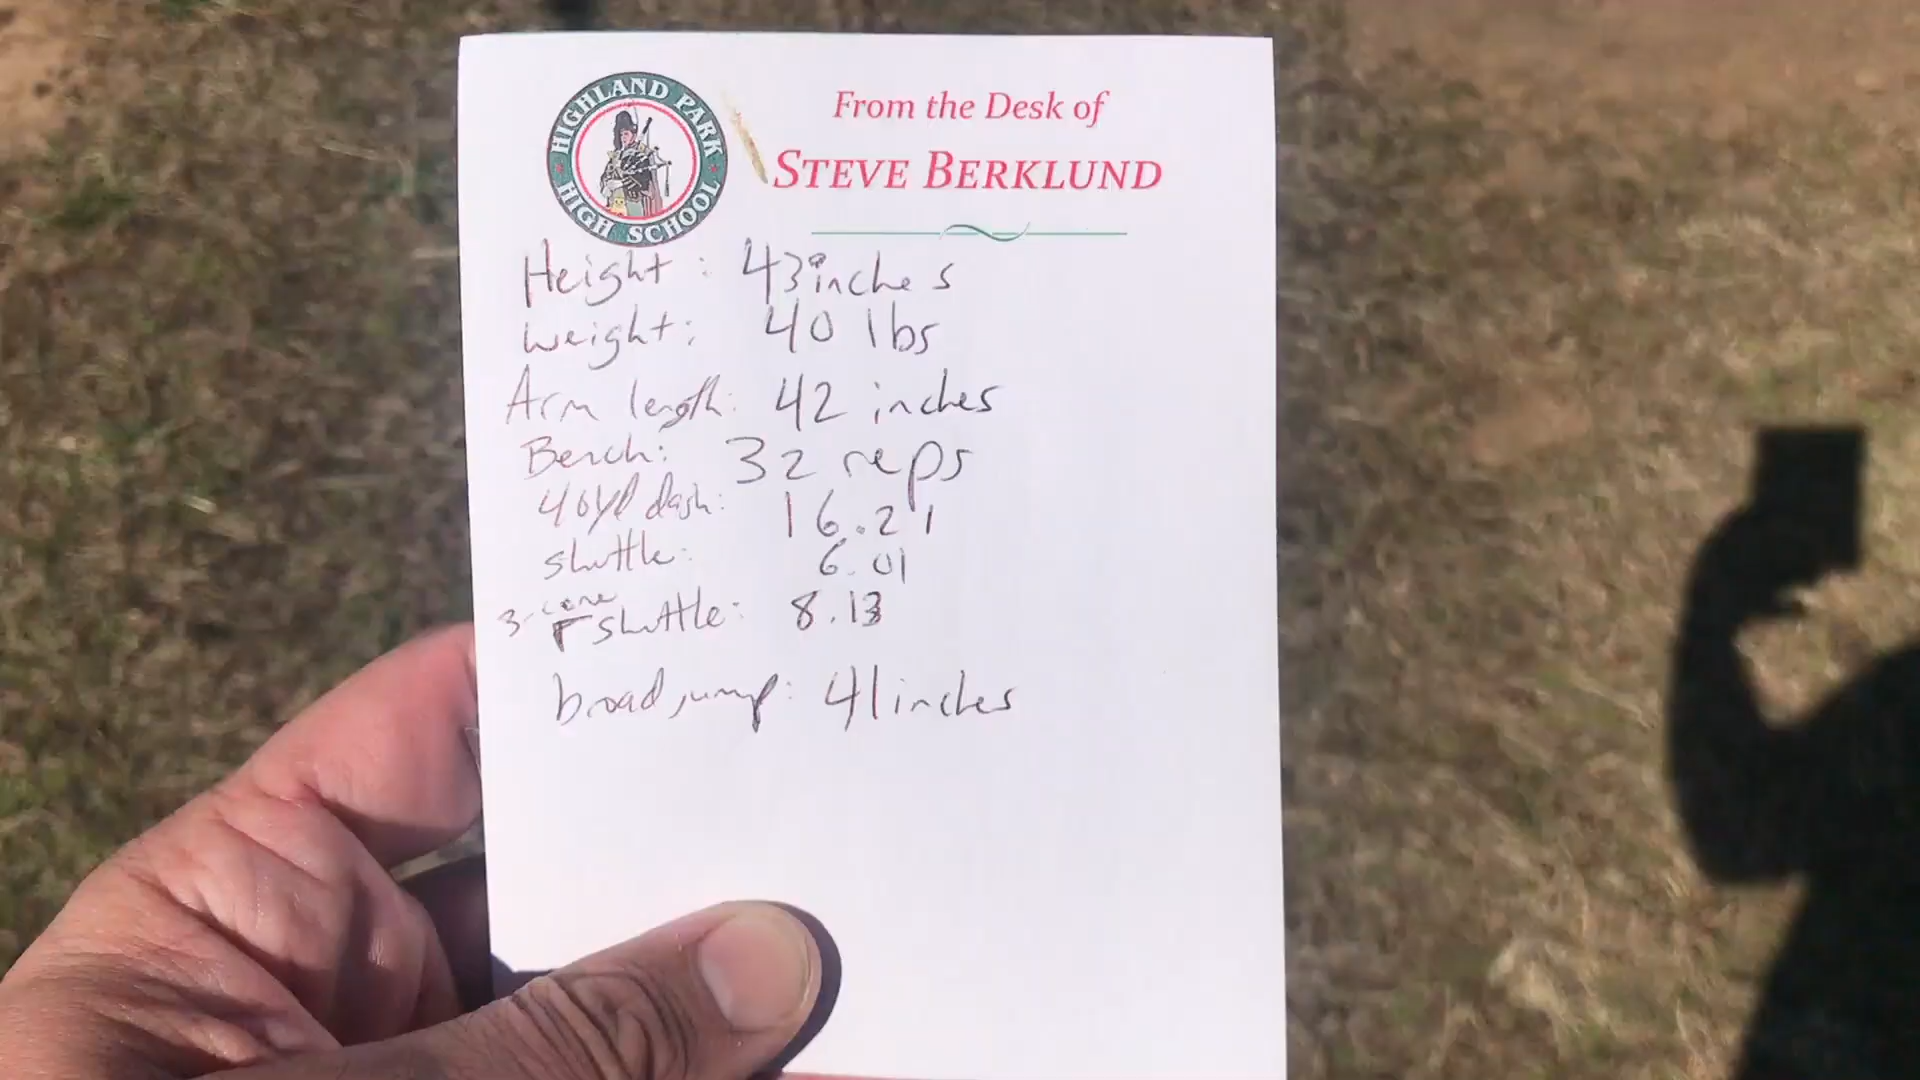 HIGHLAND PARK
HIGH SCHOOL
From the Desk of
STEVE BERKLUND
Height: 43 inches
weight: 40 lbs
Arm length: 42 inches
Bench: 32 reps
40yd dash: 16.21
shuttle: 6.01
3-cone shuttle: 8.13
broad jump: 41 inches